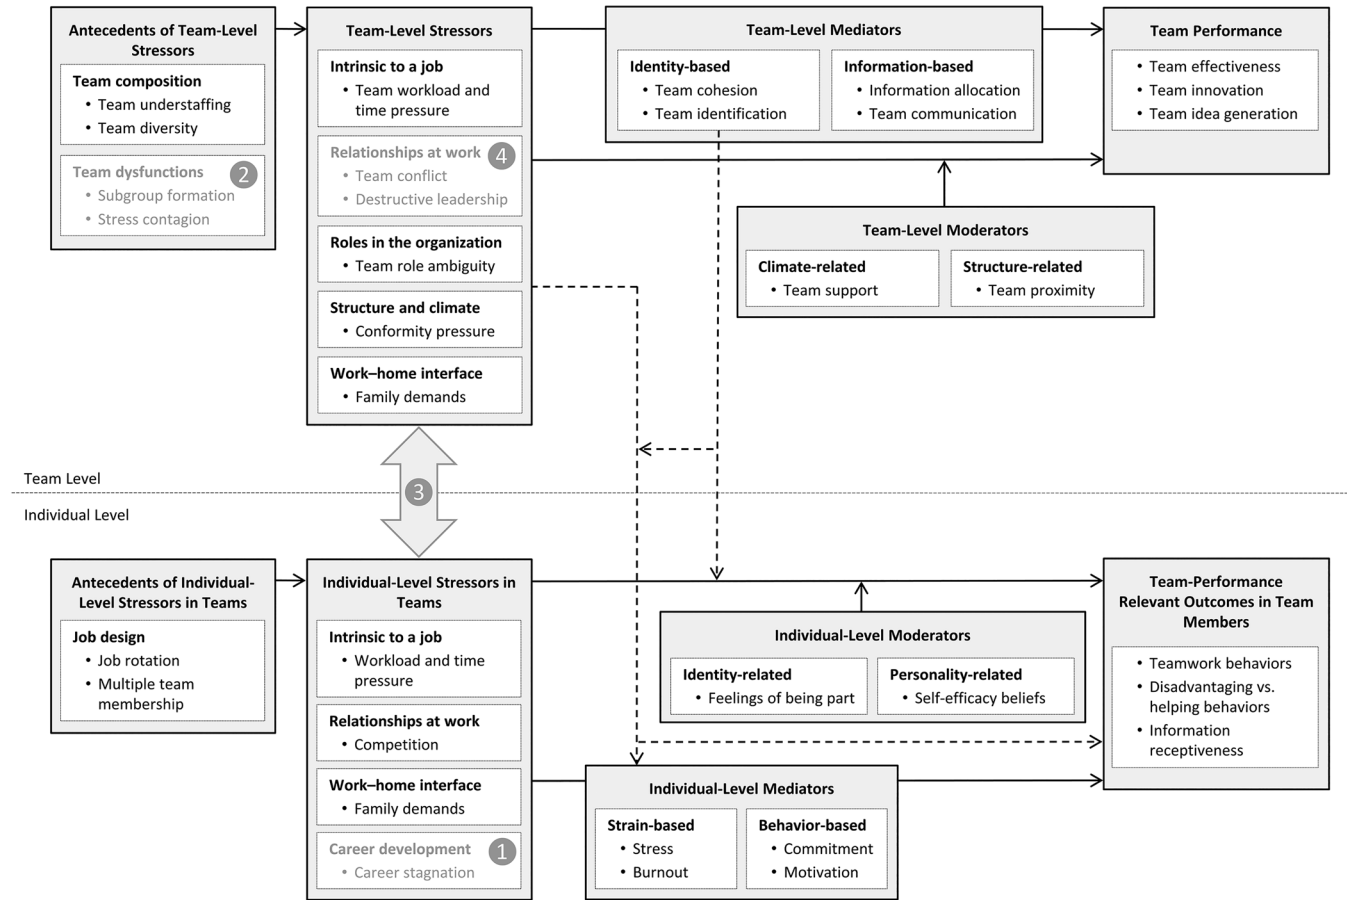 Antecedents of Team-Level
Stressors
Team composition
• Team understaffing
• Team diversity
Team dysfunctions
2
• Subgroup formation
• Stress contagion
Team-Level Stressors
Intrinsic to a job
• Team workload and
time pressure
Relationships at work
4
• Team conflict
• Destructive leadership
Roles in the organization
• Team role ambiguity
Structure and climate
• Conformity pressure
Work–home interface
• Family demands
Team-Level Mediators
Identity-based
• Team cohesion
• Team identification
Information-based
• Information allocation
• Team communication
Team Performance
• Team effectiveness
• Team innovation
• Team idea generation
Team-Level Moderators
Climate-related
• Team support
Structure-related
• Team proximity
Team Level
3
Individual Level
Antecedents of Individual-
Level Stressors in Teams
Job design
• Job rotation
• Multiple team
membership
Individual-Level Stressors in
Teams
Intrinsic to a job
• Workload and time
pressure
Relationships at work
• Competition
Work–home interface
• Family demands
Career development
1
• Career stagnation
Individual-Level Moderators
Identity-related
• Feelings of being part
Personality-related
• Self-efficacy beliefs
Individual-Level Mediators
Strain-based
• Stress
• Burnout
Behavior-based
• Commitment
• Motivation
Team-Performance
Relevant Outcomes in Team
Members
• Teamwork behaviors
• Disadvantaging vs.
helping behaviors
• Information
receptiveness